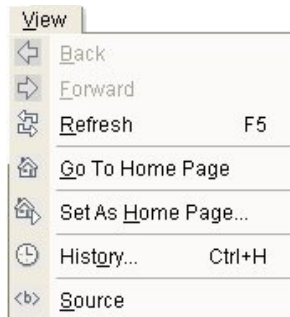 View
Back
Forward
Refresh F5
Go To Home Page
Set As Home Page...
History... Ctrl+H
<b> Source